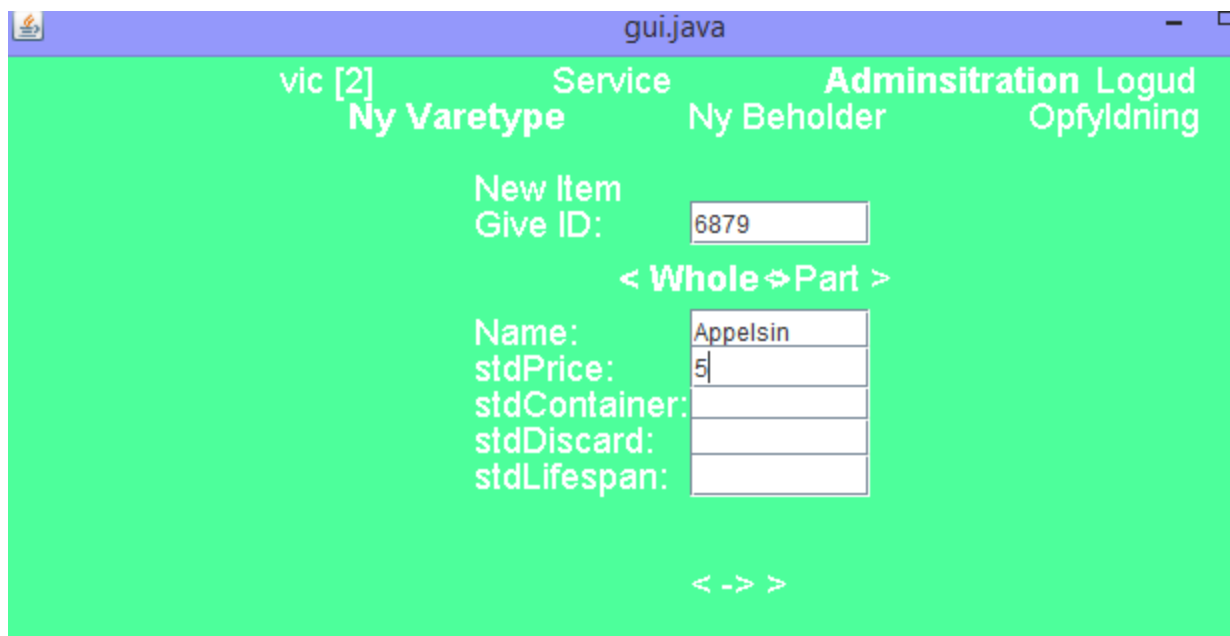 gui.java
vic [2] Service Adminsitration Logud
Ny Varetype Ny Beholder Opfyldning
New Item
Give ID: 6879
< Whole <> Part >
Name: Appelsin
stdPrice: 5
stdContainer:
stdDiscard:
stdLifespan:
< -> >